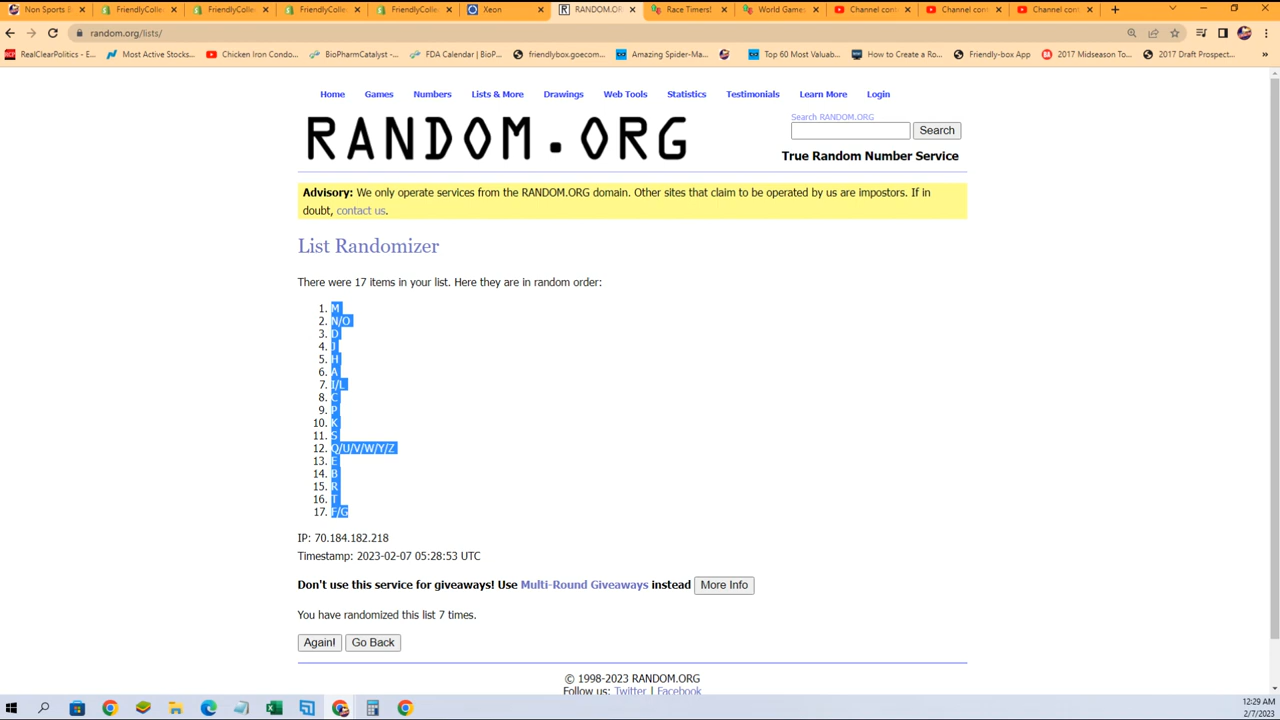 Non Sports B
FriendlyColle
FriendlyColle
FriendlyColle
Xeon
RANDOM.OR
Race Timers!
World Game
Channel cont
Channel cont
Channel cont
random.org/lists/
RealClearPolitics - E...
Most Active Stocks...
Chicken Iron Condo...
BioPharmCatalyst -...
FDA Calendar | BioP...
friendlybox.goecom...
Amazing Spider-Ma...
Top 60 Most Valuab...
How to Create a Ro...
Friendly-box App
2017 Midseason To...
2017 Draft Prospect...
Home
Games
Numbers
Lists & More
Drawings
Web Tools
Statistics
Testimonials
Learn More
Login
RANDOM.ORG
Search RANDOM.ORG
Search
True Random Number Service
Advisory: We only operate services from the RANDOM.ORG domain. Other sites that claim to be operated by us are impostors. If in
doubt, contact us.
List Randomizer
There were 17 items in your list. Here they are in random order:
1. M
2. N/O
3. D
4. J
5. H
6. A
7. I/L
8. C
9. P
10. K
11. S
12. Q/U/V/W/Y/Z
13. E
14. B
15. R
16. T
17. F/G
IP: 70.184.182.218
Timestamp: 2023-02-07 05:28:53 UTC
Don't use this service for giveaways! Use Multi-Round Giveaways instead More Info
You have randomized this list 7 times.
Again! Go Back
© 1998-2023 RANDOM.ORG
Follow us: Twitter | Facebook
12:29 AM
2/7/2023